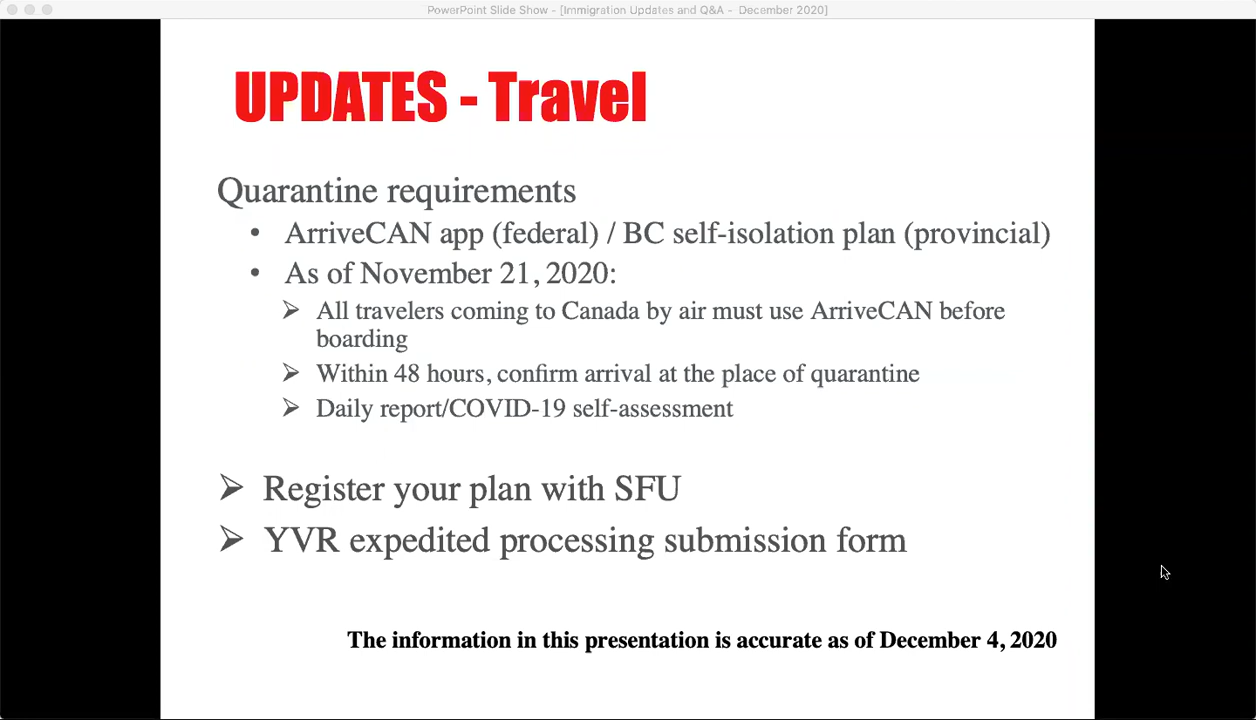 PowerPoint Slide Show - [Immigration Updates and Q&A - December 2020]
UPDATES - Travel
Quarantine requirements
• ArriveCAN app (federal) / BC self-isolation plan (provincial)
• As of November 21, 2020:
➢ All travelers coming to Canada by air must use ArriveCAN before
boarding
➢ Within 48 hours, confirm arrival at the place of quarantine
➢ Daily report/COVID-19 self-assessment
➢ Register your plan with SFU
➢ YVR expedited processing submission form
The information in this presentation is accurate as of December 4, 2020